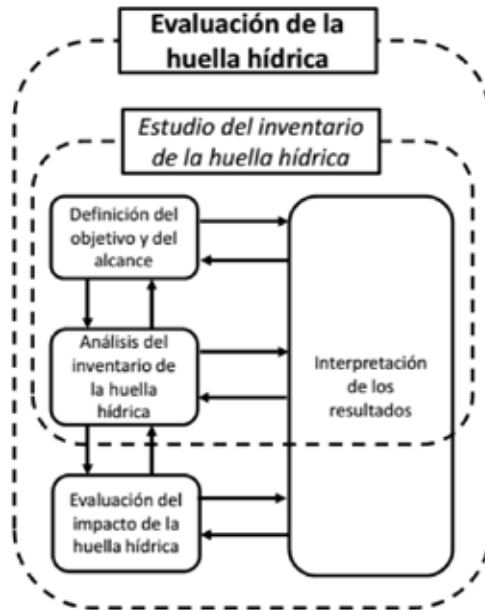 Evaluación de la
huella hídrica
Estudio del inventario
de la huella hídrica
Definición del
objetivo y del
alcance
Análisis del
inventario de
la huella
hídrica
Interpretación
de los
resultados
Evaluación del
impacto de la
huella hídrica